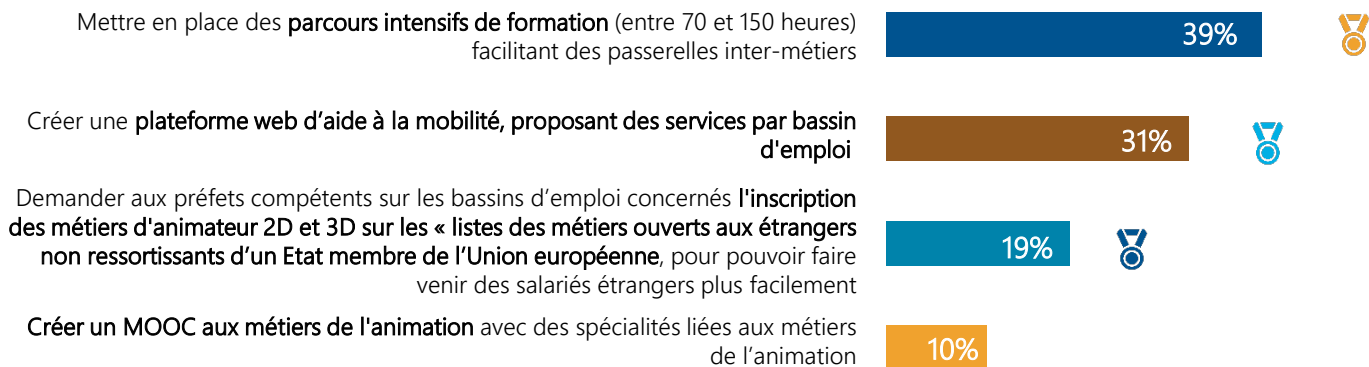 Mettre en place des parcours intensifs de formation (entre 70 et 150 heures)
facilitant des passerelles inter-métiers
39%
Créer une plateforme web d'aide à la mobilité, proposant des services par bassin
d'emploi
31%
Demander aux préfets compétents sur les bassins d'emploi concernés l'inscription
des métiers d'animateur 2D et 3D sur les « listes des métiers ouverts aux étrangers
non ressortissants d'un Etat membre de l'Union européenne, pour pouvoir faire
venir des salariés étrangers plus facilement
19%
Créer un MOOC aux métiers de l'animation avec des spécialités liées aux métiers
de l'animation
10%